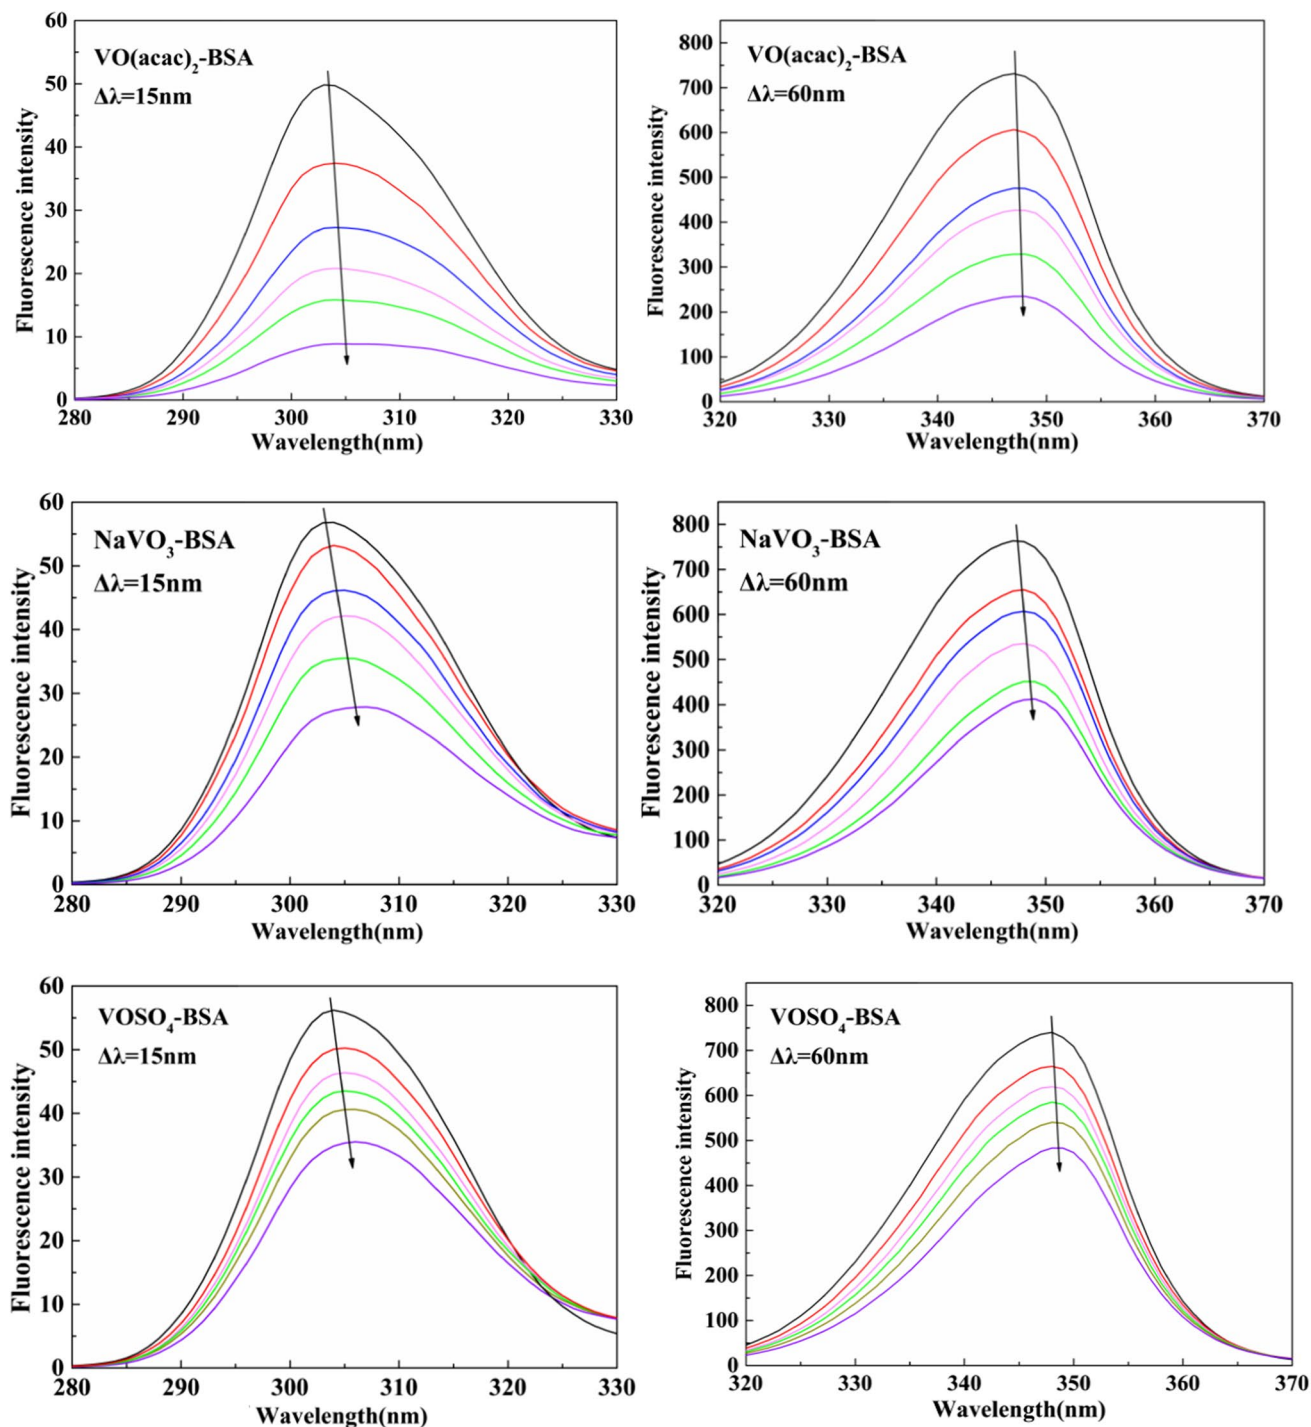 60
50
40
30
20
10
0
Fluorescence intensity
VO(acac)₂-BSA
Δλ=15nm
280 290 300 310 320 330
Wavelength(nm)
800
700
600
500
400
300
200
100
0
Fluorescence intensity
VO(acac)₂-BSA
Δλ=60nm
320 330 340 350 360 370
Wavelength(nm)
60
50
40
30
20
10
0
Fluorescence intensity
NaVO₃-BSA
Δλ=15nm
280 290 300 310 320 330
Wavelength(nm)
800
700
600
500
400
300
200
100
0
Fluorescence intensity
NaVO₃-BSA
Δλ=60nm
320 330 340 350 360 370
Wavelength(nm)
60
50
40
30
20
10
0
Fluorescence intensity
VOSO₄-BSA
Δλ=15nm
280 290 300 310 320 330
Wavelength(nm)
800
700
600
500
400
300
200
100
0
Fluorescence intensity
VOSO₄-BSA
Δλ=60nm
320 330 340 350 360 370
Wavelength(nm)